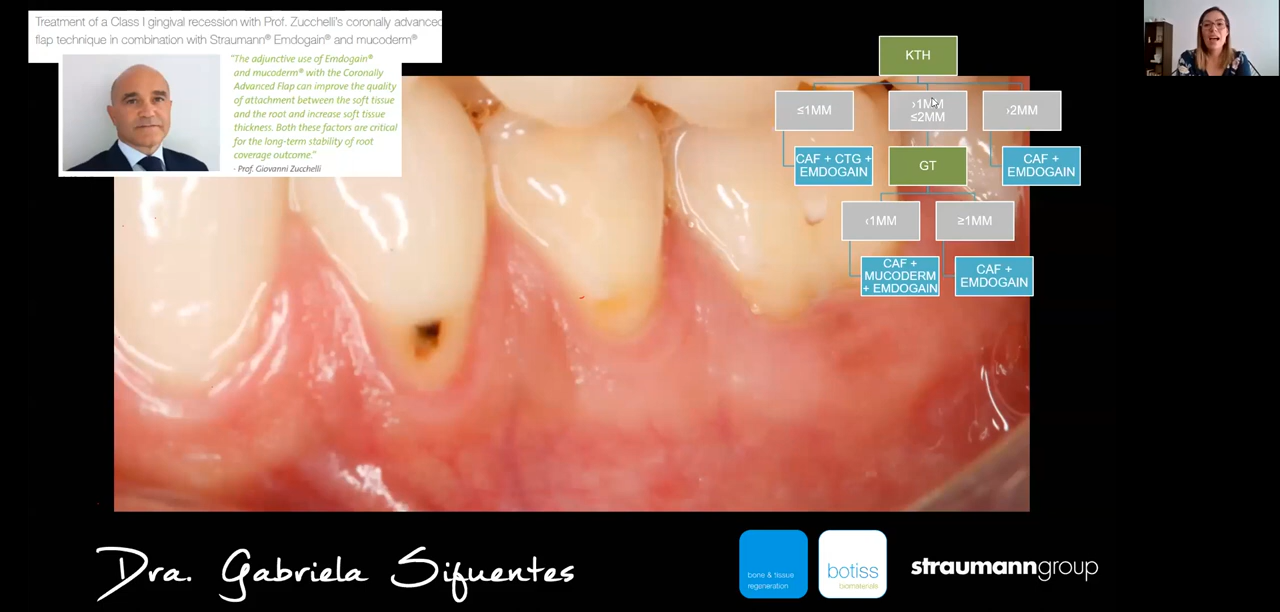 Treatment of a Class I gingival recession with Prof. Zucchelli's coronally advanced
flap technique in combination with Straumann® Emdogain® and mucoderm®
"The adjunctive use of Emdogain®
and mucoderm® with the Coronally
Advanced Flap can improve the quality
of attachment between the soft tissue
and the root and increase soft tissue
thickness. Both these factors are critical
for the long-term stability of root
coverage outcome."
- Prof. Giovanni Zucchelli
KTH
≤1MM
›1MM
≤2MM
›2MM
CAF + CTG +
EMDOGAIN
GT
CAF +
EMDOGAIN
‹1MM
≥1MM
CAF +
MUCODERM
+ EMDOGAIN
CAF +
EMDOGAIN
Dra. Gabriela Sifuentes
bone & tissue
regeneration
botiss
biomaterials
straumanngroup